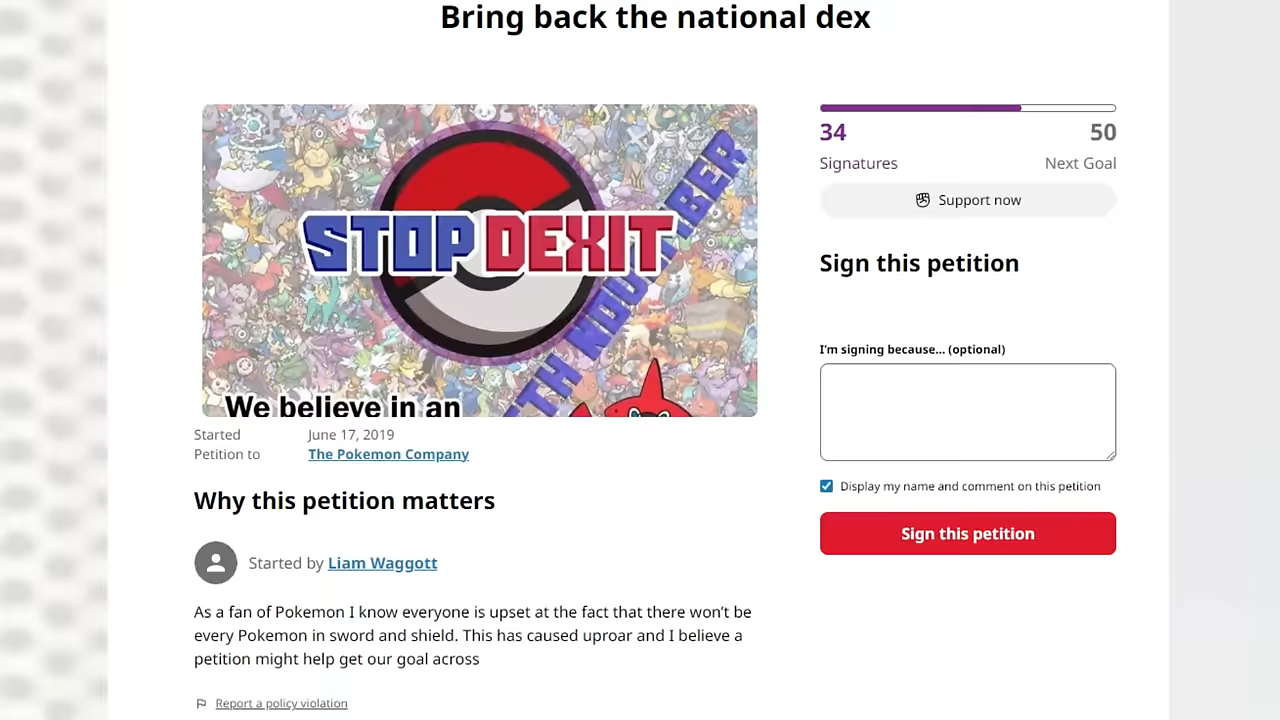 Bring back the national dex
STOP DEXIT
TH NOV MBER
We believe in an
Started June 17, 2019
Petition to The Pokemon Company
Why this petition matters
Started by Liam Waggott
As a fan of Pokemon I know everyone is upset at the fact that there won't be
every Pokemon in sword and shield. This has caused uproar and I believe a
petition might help get our goal across
Report a policy violation
34 50
Signatures Next Goal
Support now
Sign this petition
I'm signing because... (optional)
Display my name and comment on this petition
Sign this petition